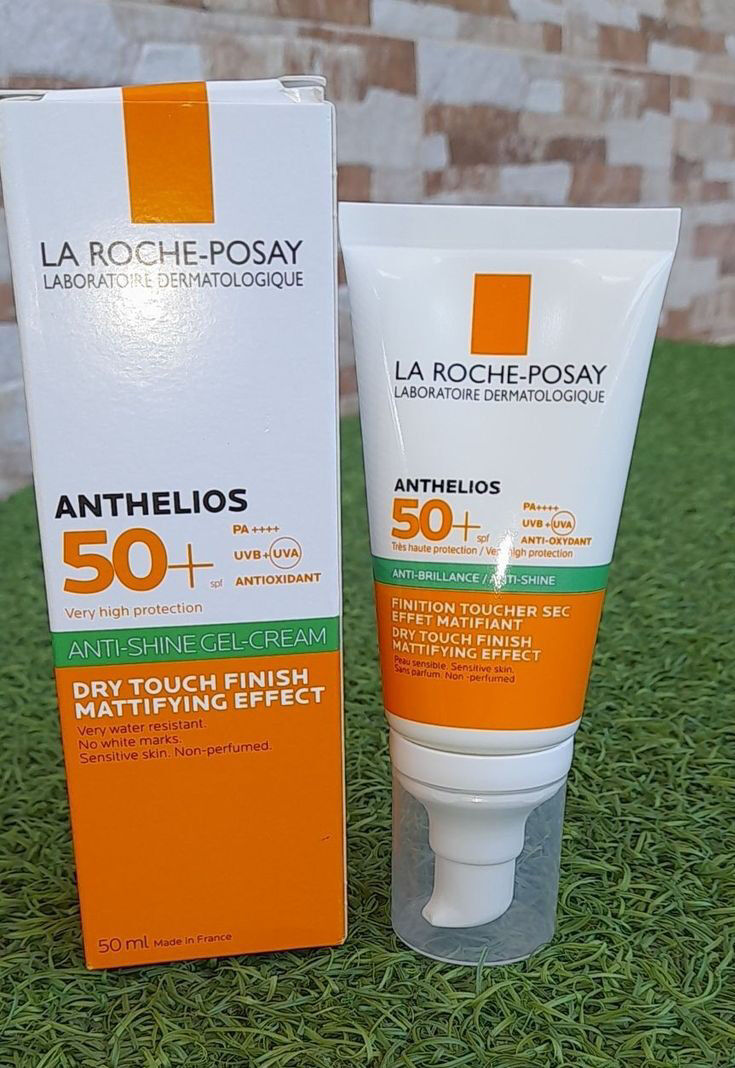 LA ROCHE-POSAY
LABORATOIRE DERMATOLOGIQUE
ANTHELIOS
50+ spf
PA ++++
UVB+UVA
ANTIOXIDANT
Very high protection
ANTI-SHINE GEL-CREAM
DRY TOUCH FINISH
MATTIFYING EFFECT
Very water resistant.
No white marks.
Sensitive skin. Non-perfumed.
50 ml Made in France
LA ROCHE-POSAY
LABORATOIRE DERMATOLOGIQUE
ANTHELIOS
50+ spf
PA++++
UVB+UVA
ANTI-OXYDANT
Très haute protection / Very high protection
ANTI-BRILLANCE / ANTI-SHINE
FINITION TOUCHER SEC
EFFET MATIFIANT
DRY TOUCH FINISH
MATTIFYING EFFECT
Peau sensible. Sensitive skin.
Sans parfum. Non-perfumed